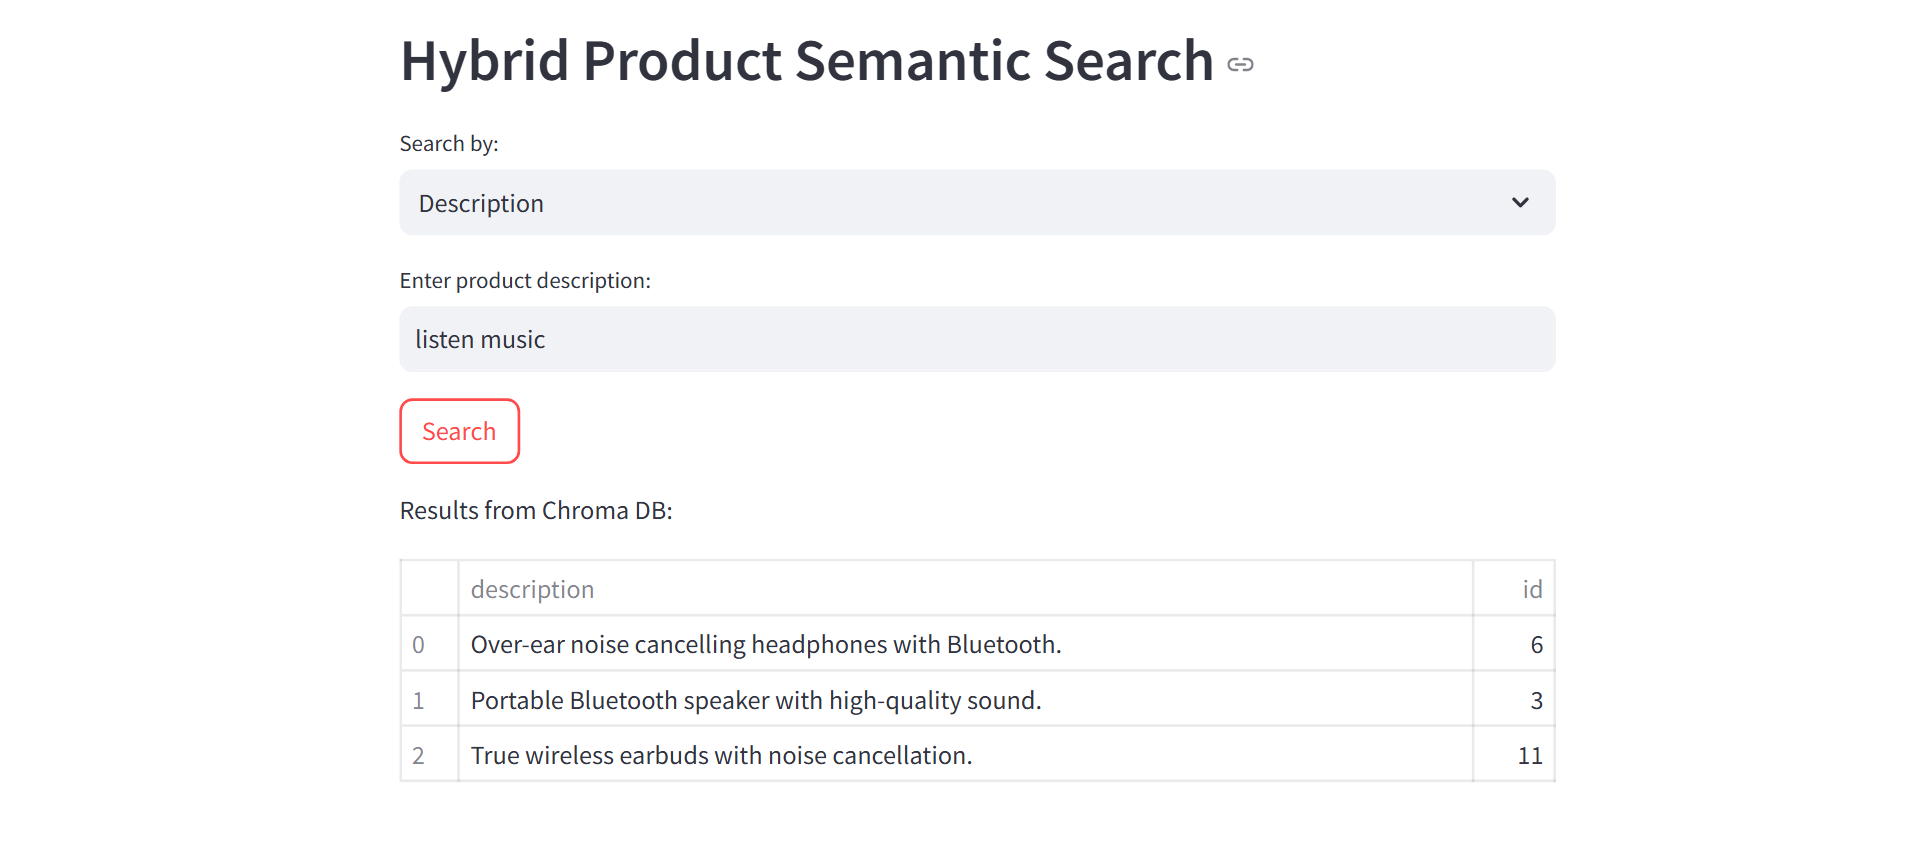 Hybrid Product Semantic Search
Search by:
Description
Enter product description:
listen music
Search
Results from Chroma DB:
description id
0 Over-ear noise cancelling headphones with Bluetooth. 6
1 Portable Bluetooth speaker with high-quality sound. 3
2 True wireless earbuds with noise cancellation. 11